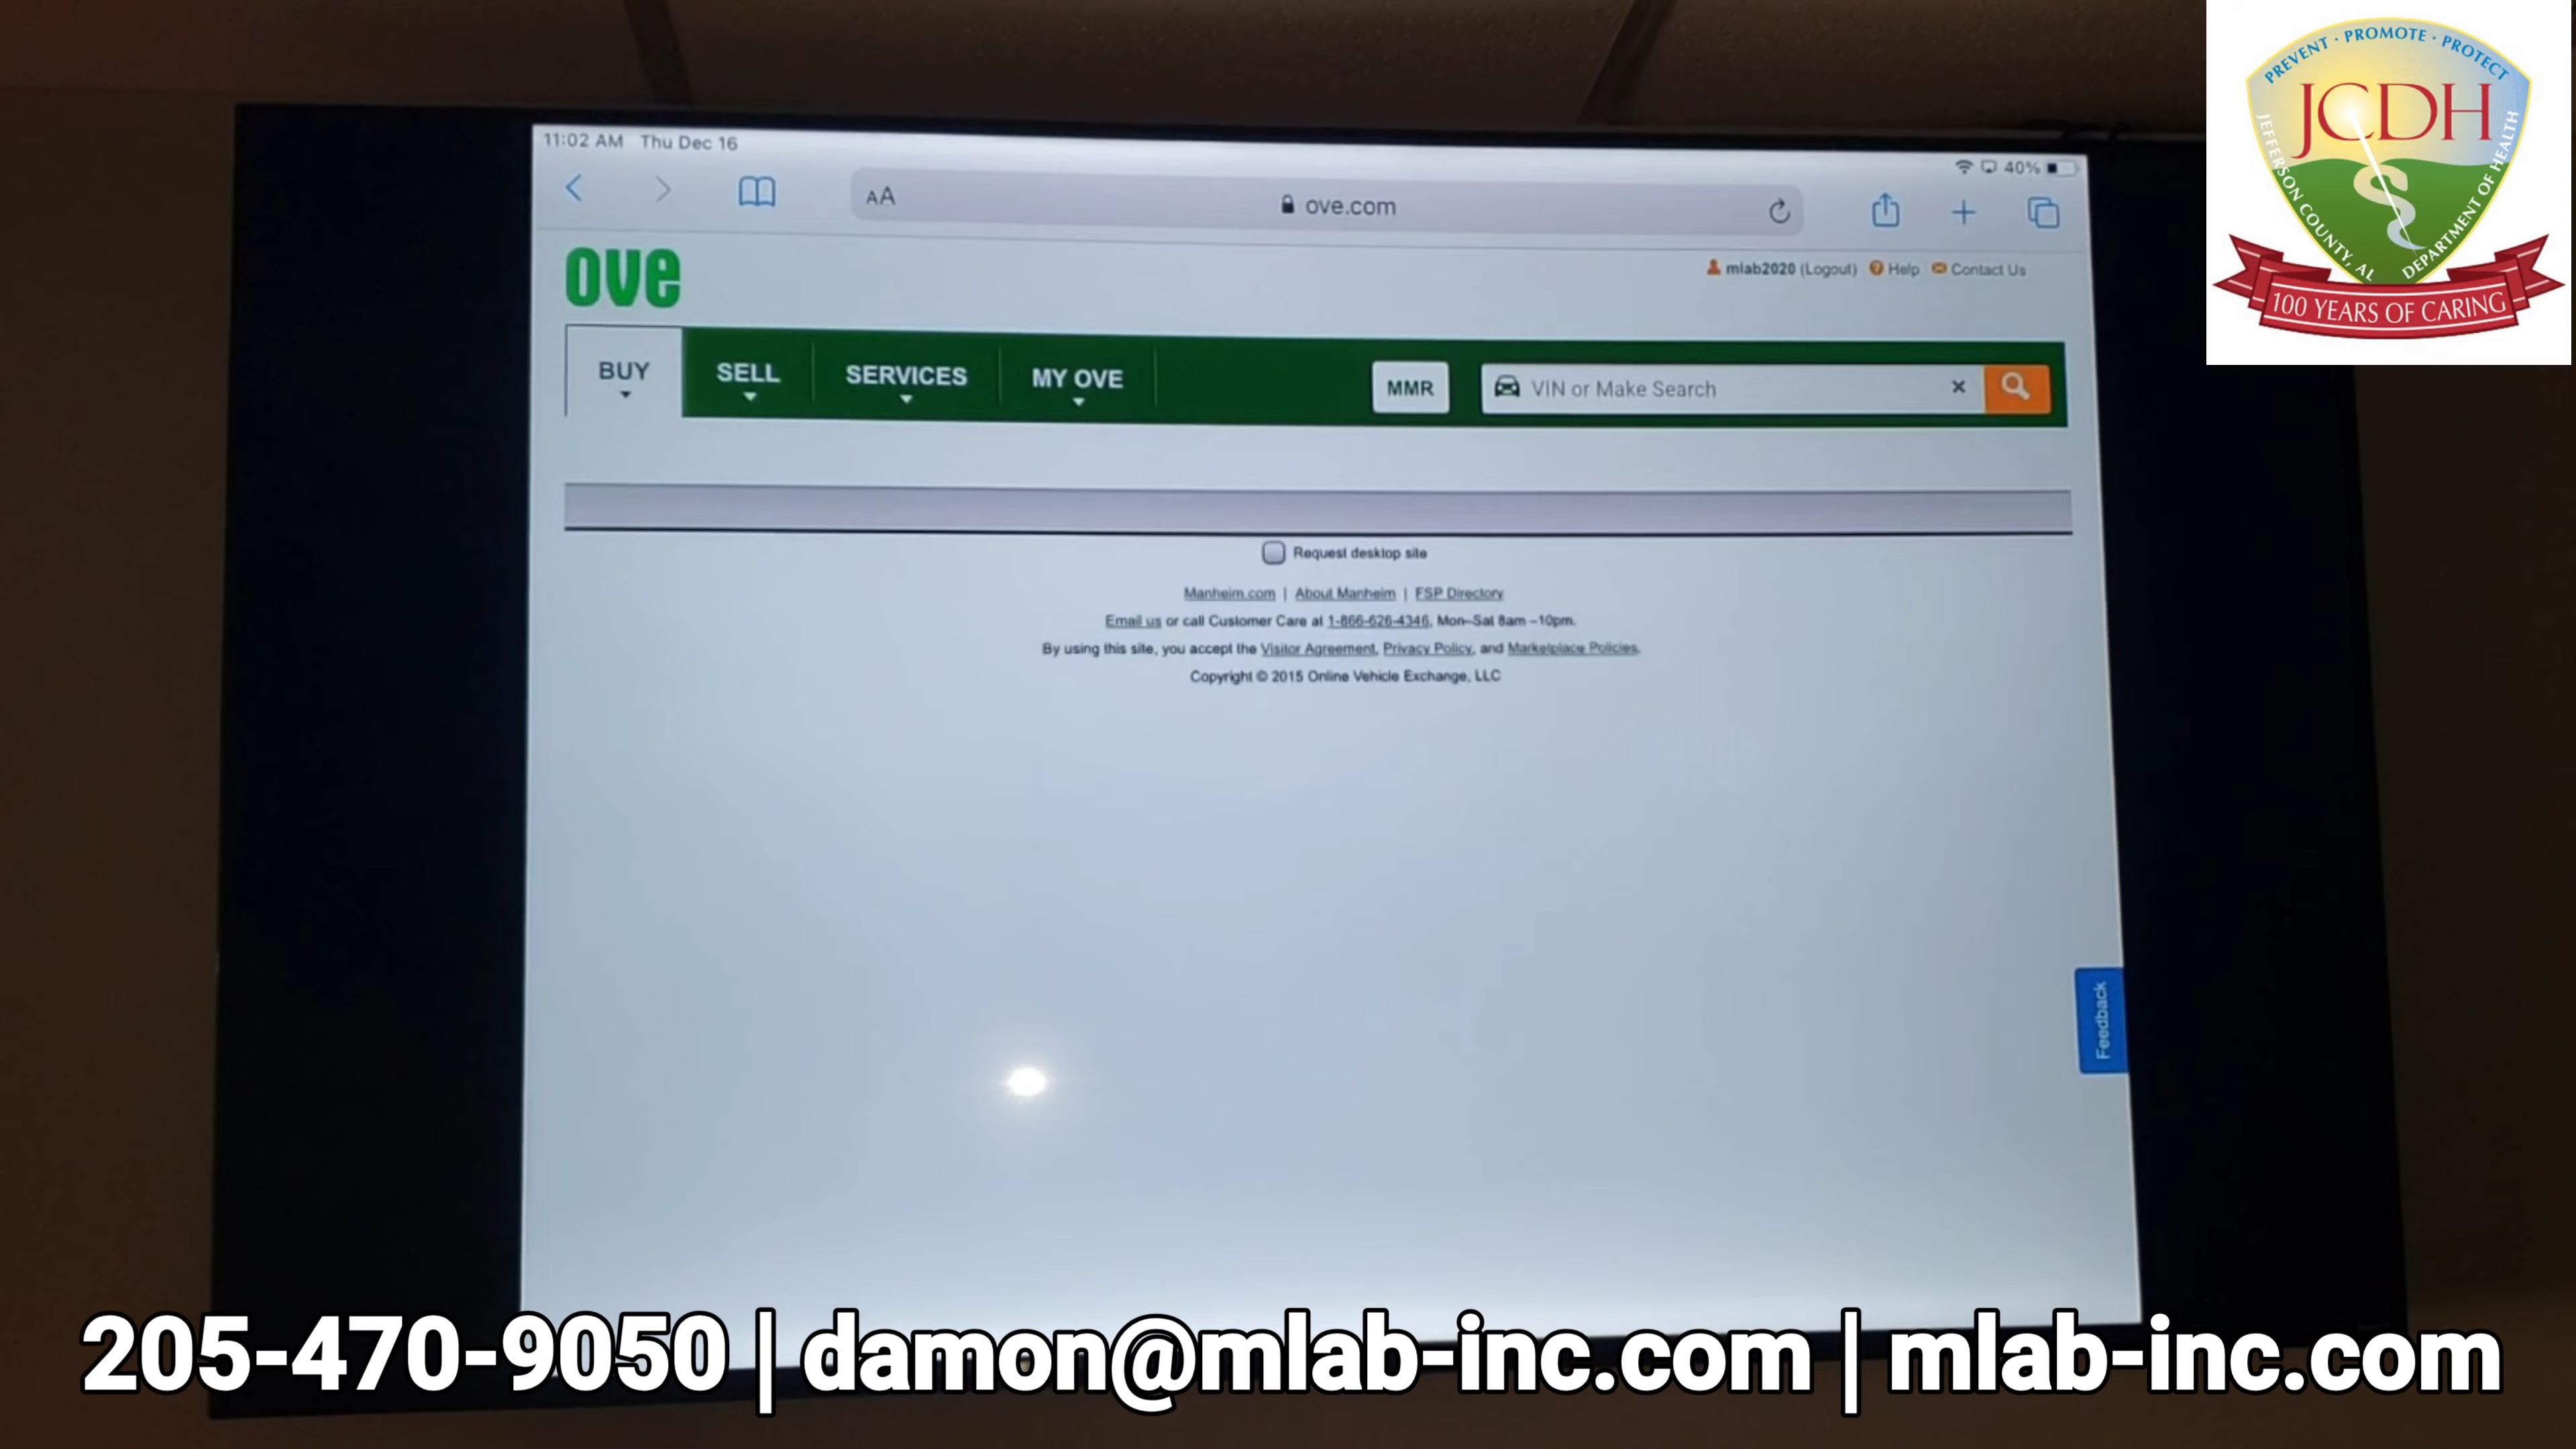 PREVENT · PROMOTE · PROTECT
JCDH
JEFFERSON COUNTY, AL DEPARTMENT OF HEALTH
100 YEARS OF CARING
11:02 AM Thu Dec 16
40%
AA ove.com
ove
mlab2020 (Logout) Help Contact Us
BUY SELL SERVICES MY OVE MMR VIN or Make Search
Request desktop site
Manheim.com | About Manheim | FSP Directory
Email us or call Customer Care at 1-866-626-4346, Mon–Sat 8am –10pm.
By using this site, you accept the Visitor Agreement, Privacy Policy, and Marketplace Policies.
Copyright © 2015 Online Vehicle Exchange, LLC
Feedback
205-470-9050 | damon@mlab-inc.com | mlab-inc.com